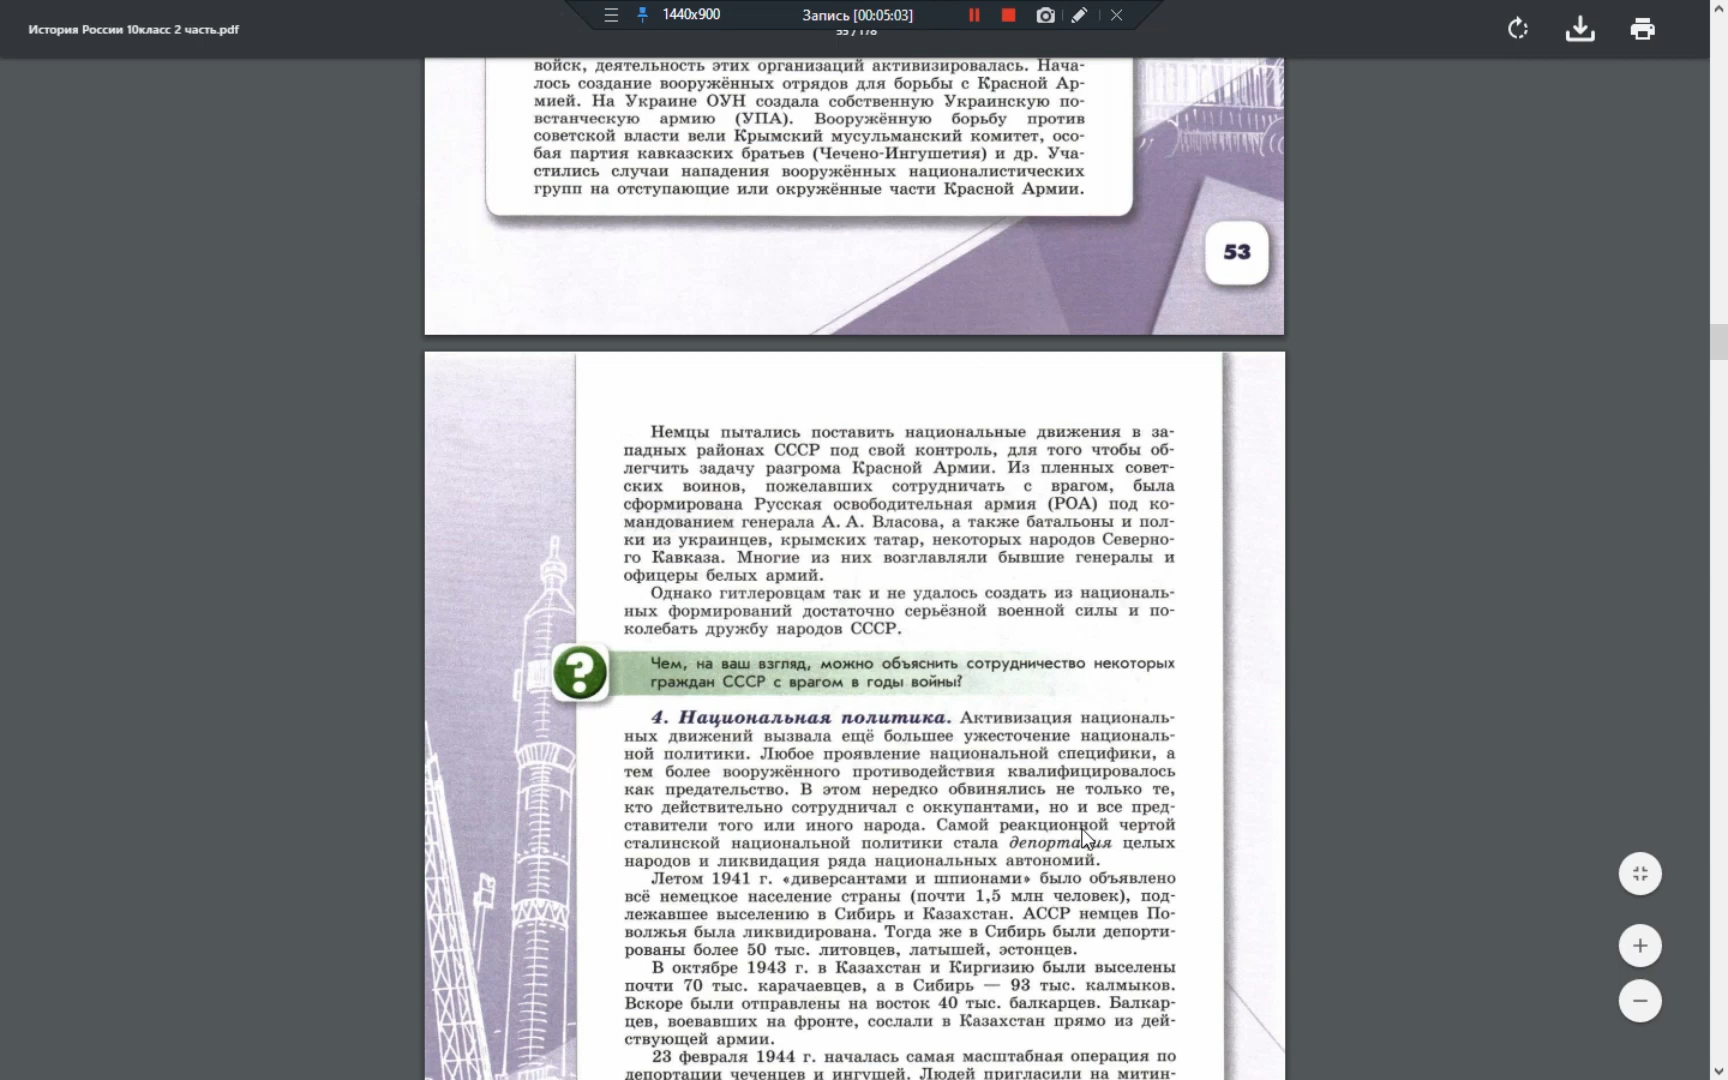 1440x900
Запись [00:05:03]
История России 10класс 2 часть.pdf
55 / 178
войск, деятельность этих организаций активизировалась. Нача-
лось создание вооружённых отрядов для борьбы с Красной Ар-
мией. На Украине ОУН создала собственную Украинскую по-
встанческую армию (УПА). Вооружённую борьбу против
советской власти вели Крымский мусульманский комитет, осо-
бая партия кавказских братьев (Чечено-Ингушетия) и др. Уча-
стились случаи нападения вооружённых националистических
групп на отступающие или окружённые части Красной Армии.
53
Немцы пытались поставить национальные движения в за-
падных районах СССР под свой контроль, для того чтобы об-
легчить задачу разгрома Красной Армии. Из пленных совет-
ских воинов, пожелавших сотрудничать с врагом, была
сформирована Русская освободительная армия (РОА) под ко-
мандованием генерала А. А. Власова, а также батальоны и пол-
ки из украинцев, крымских татар, некоторых народов Северно-
го Кавказа. Многие из них возглавляли бывшие генералы и
офицеры белых армий.
Однако гитлеровцам так и не удалось создать из националь-
ных формирований достаточно серьёзной военной силы и по-
колебать дружбу народов СССР.
?
Чем, на ваш взгляд, можно объяснить сотрудничество некоторых
граждан СССР с врагом в годы войны?
4. Национальная политика. Активизация националь-
ных движений вызвала ещё большее ужесточение националь-
ной политики. Любое проявление национальной специфики, а
тем более вооружённого противодействия квалифицировалось
как предательство. В этом нередко обвинялись не только те,
кто действительно сотрудничал с оккупантами, но и все пред-
ставители того или иного народа. Самой реакционной чертой
сталинской национальной политики стала депортация целых
народов и ликвидация ряда национальных автономий.
Летом 1941 г. «диверсантами и шпионами» было объявлено
всё немецкое население страны (почти 1,5 млн человек), под-
лежавшее выселению в Сибирь и Казахстан. АССР немцев По-
волжья была ликвидирована. Тогда же в Сибирь были депорти-
рованы более 50 тыс. литовцев, латышей, эстонцев.
В октябре 1943 г. в Казахстан и Киргизию были выселены
почти 70 тыс. карачаевцев, а в Сибирь — 93 тыс. калмыков.
Вскоре были отправлены на восток 40 тыс. балкарцев. Балкар-
цев, воевавших на фронте, сослали в Казахстан прямо из дей-
ствующей армии.
23 февраля 1944 г. началась самая масштабная операция по
депортации чеченцев и ингушей. Людей пригласили на митин-